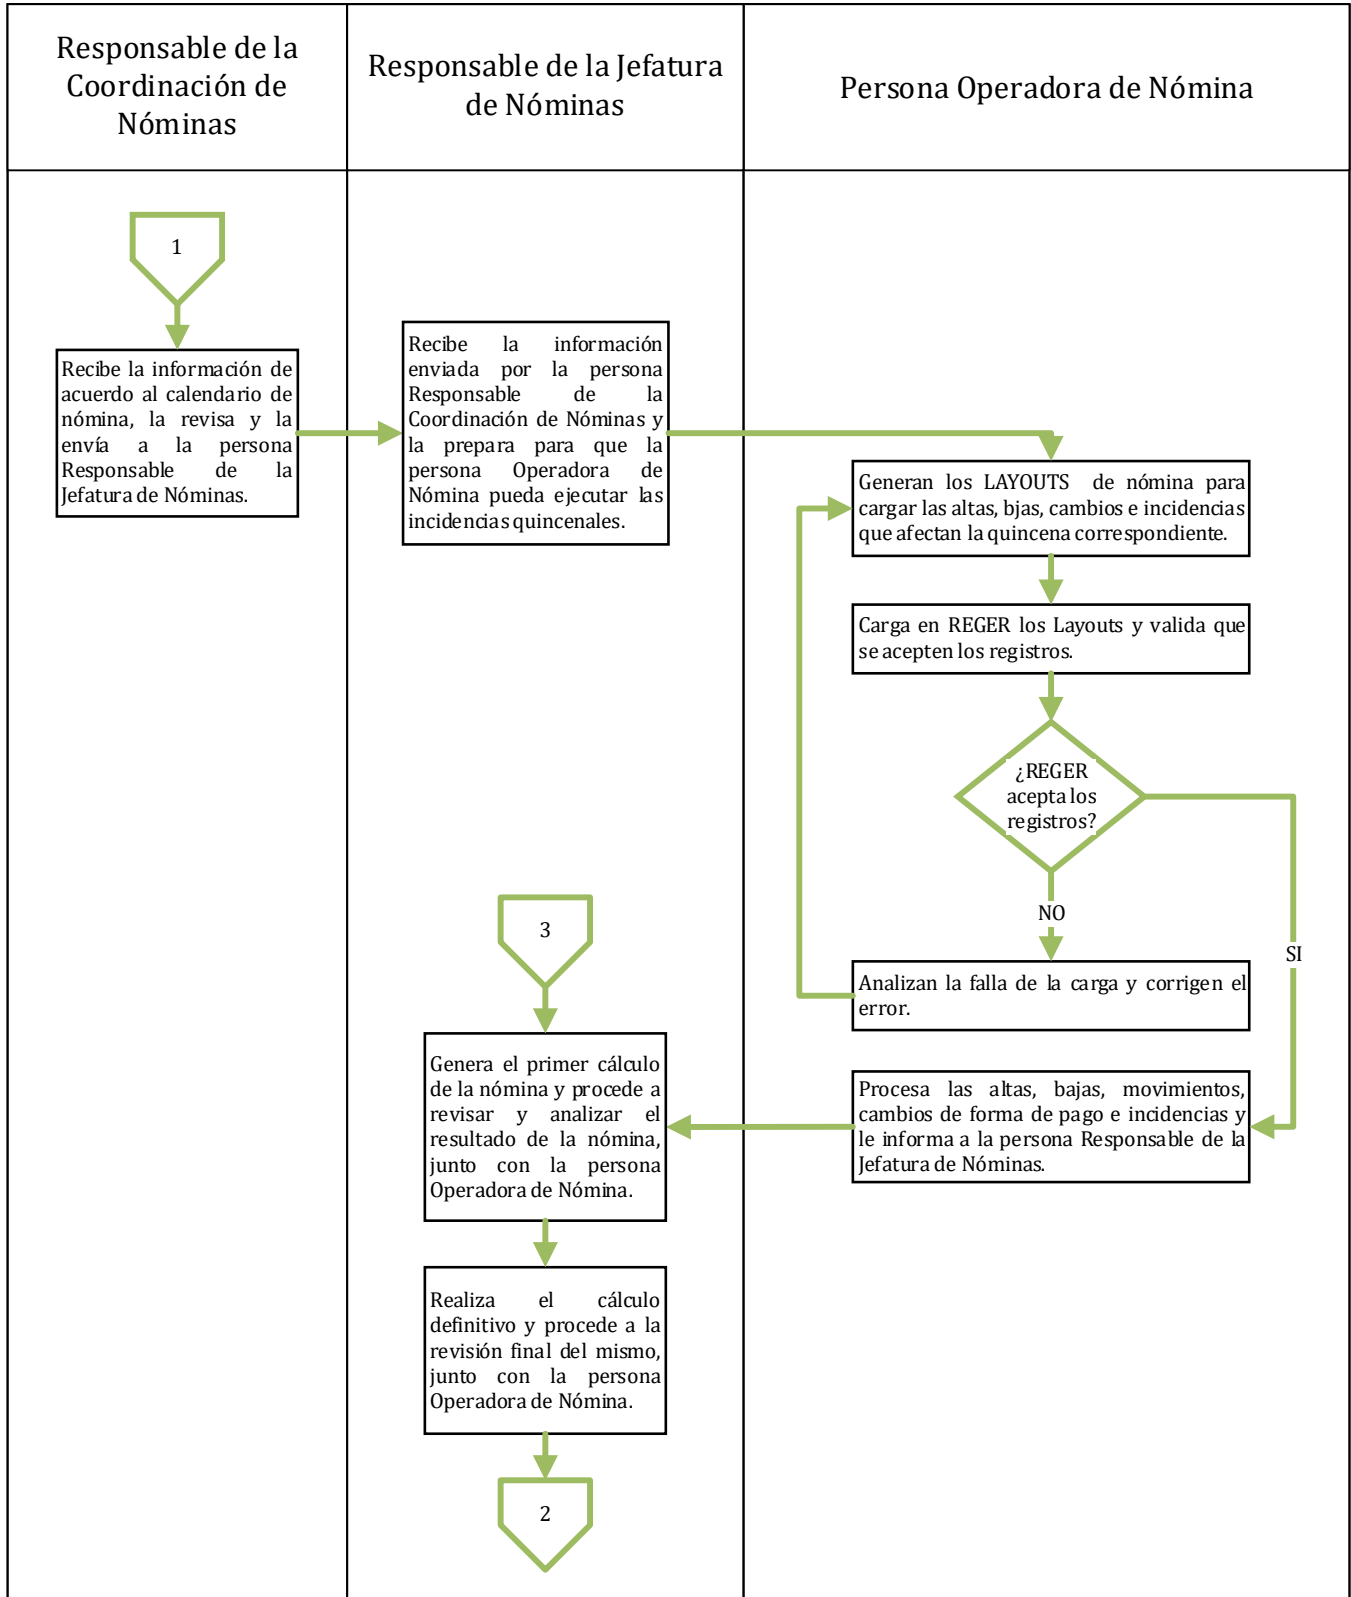 Responsable de la
Coordinación de
Nóminas
Responsable de la Jefatura
de Nóminas
Persona Operadora de Nómina
1
Recibe la información de
acuerdo al calendario de
nómina, la revisa y la
envía a la persona
Responsable de la
Jefatura de Nóminas.
Recibe la información
enviada por la persona
Responsable de la
Coordinación de Nóminas y
la prepara para que la
persona Operadora de
Nómina pueda ejecutar las
incidencias quincenales.
Generan los LAYOUTS de nómina para
cargar las altas, bjas, cambios e incidencias
que afectan la quincena correspondiente.
Carga en REGER los Layouts y valida que
se acepten los registros.
¿REGER
acepta los
registros?
NO
SI
Analizan la falla de la carga y corrigen el
error.
Procesa las altas, bajas, movimientos,
cambios de forma de pago e incidencias y
le informa a la persona Responsable de la
Jefatura de Nóminas.
3
Genera el primer cálculo
de la nómina y procede a
revisar y analizar el
resultado de la nómina,
junto con la persona
Operadora de Nómina.
Realiza el cálculo
definitivo y procede a la
revisión final del mismo,
junto con la persona
Operadora de Nómina.
2